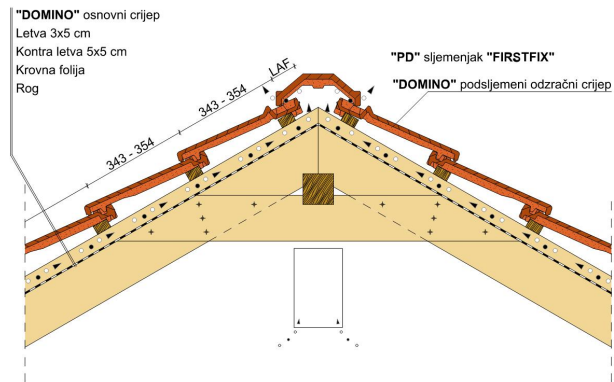 "DOMINO" osnovni crijep
Letva 3x5 cm
Kontra letva 5x5 cm
Krovna folija
Rog
LAF
343 - 354
343 - 354
"PD" sljemenjak "FIRSTFIX"
"DOMINO" podsljemeni odzračni crijep